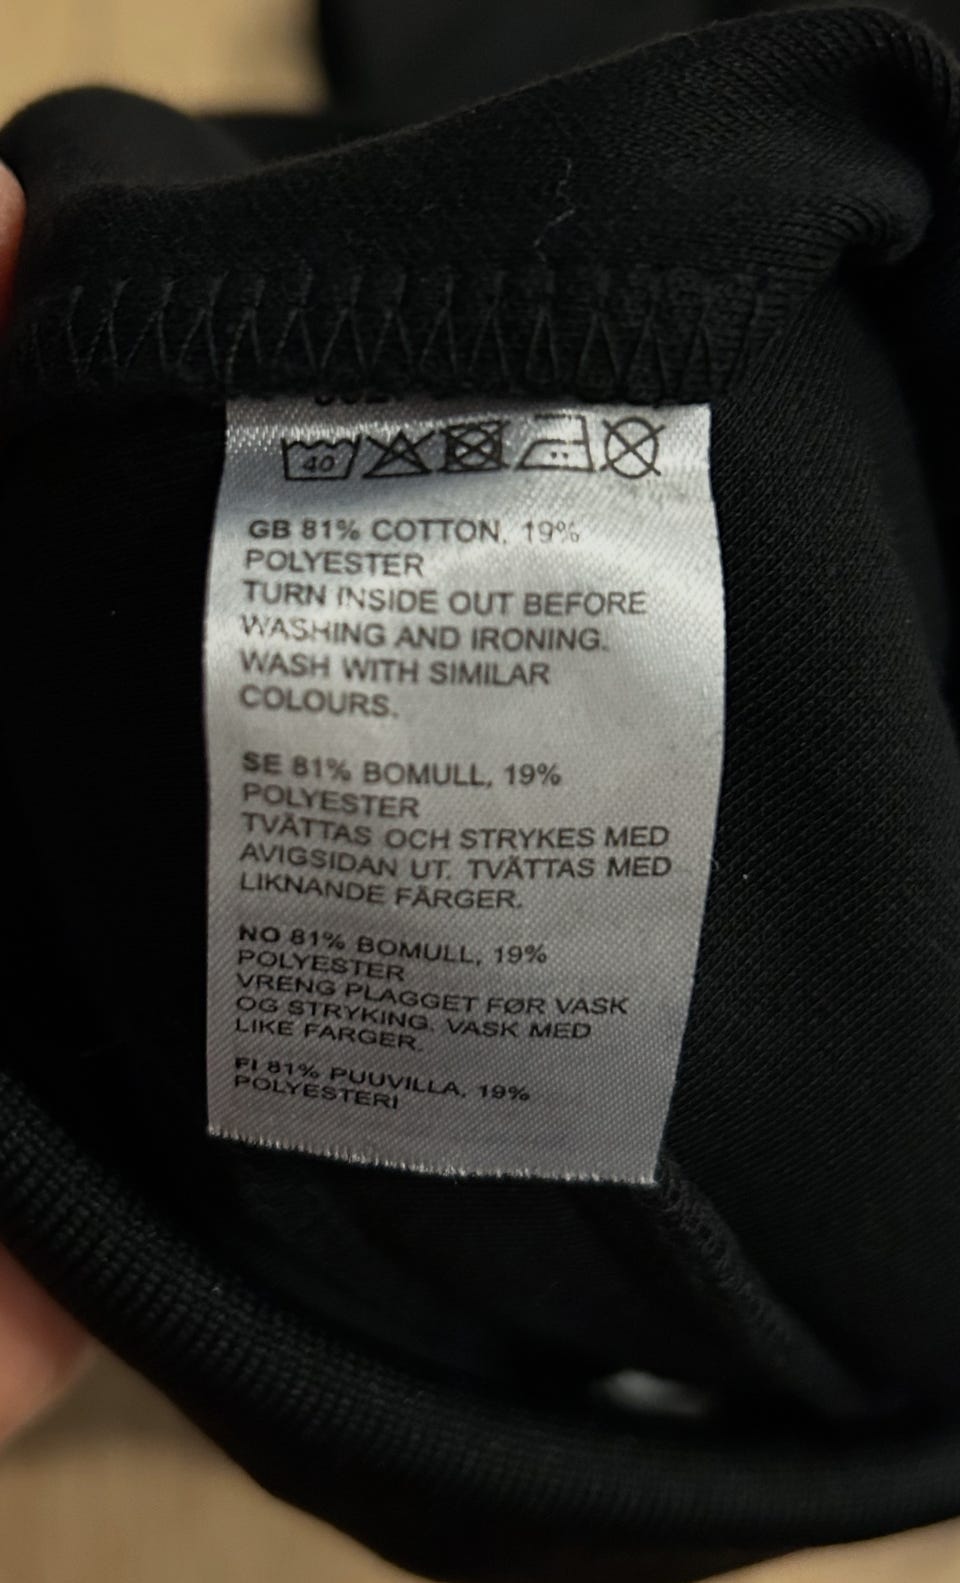 40
GB 81% COTTON, 19%
POLYESTER
TURN INSIDE OUT BEFORE
WASHING AND IRONING.
WASH WITH SIMILAR
COLOURS.
SE 81% BOMULL, 19%
POLYESTER
TVÄTTAS OCH STRYKES MED
AVIGSIDAN UT. TVÄTTAS MED
LIKNANDE FÄRGER.
NO 81% BOMULL, 19%
POLYESTER
VRENG PLAGGET FØR VASK
OG STRYKING. VASK MED
LIKE FARGER.
FI 81% PUUVILLA, 19%
POLYESTERI